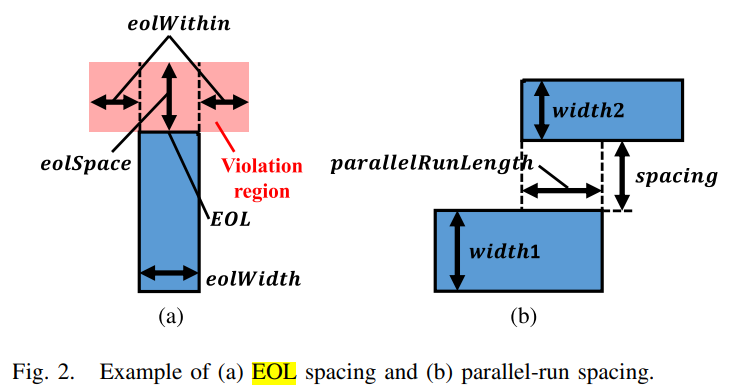 eolWithin
eolSpace
Violation
region
EOL
eolWidth
(a)
width2
parallelRunLength
spacing
width1
(b)
Fig. 2. Example of (a) EOL spacing and (b) parallel-run spacing.